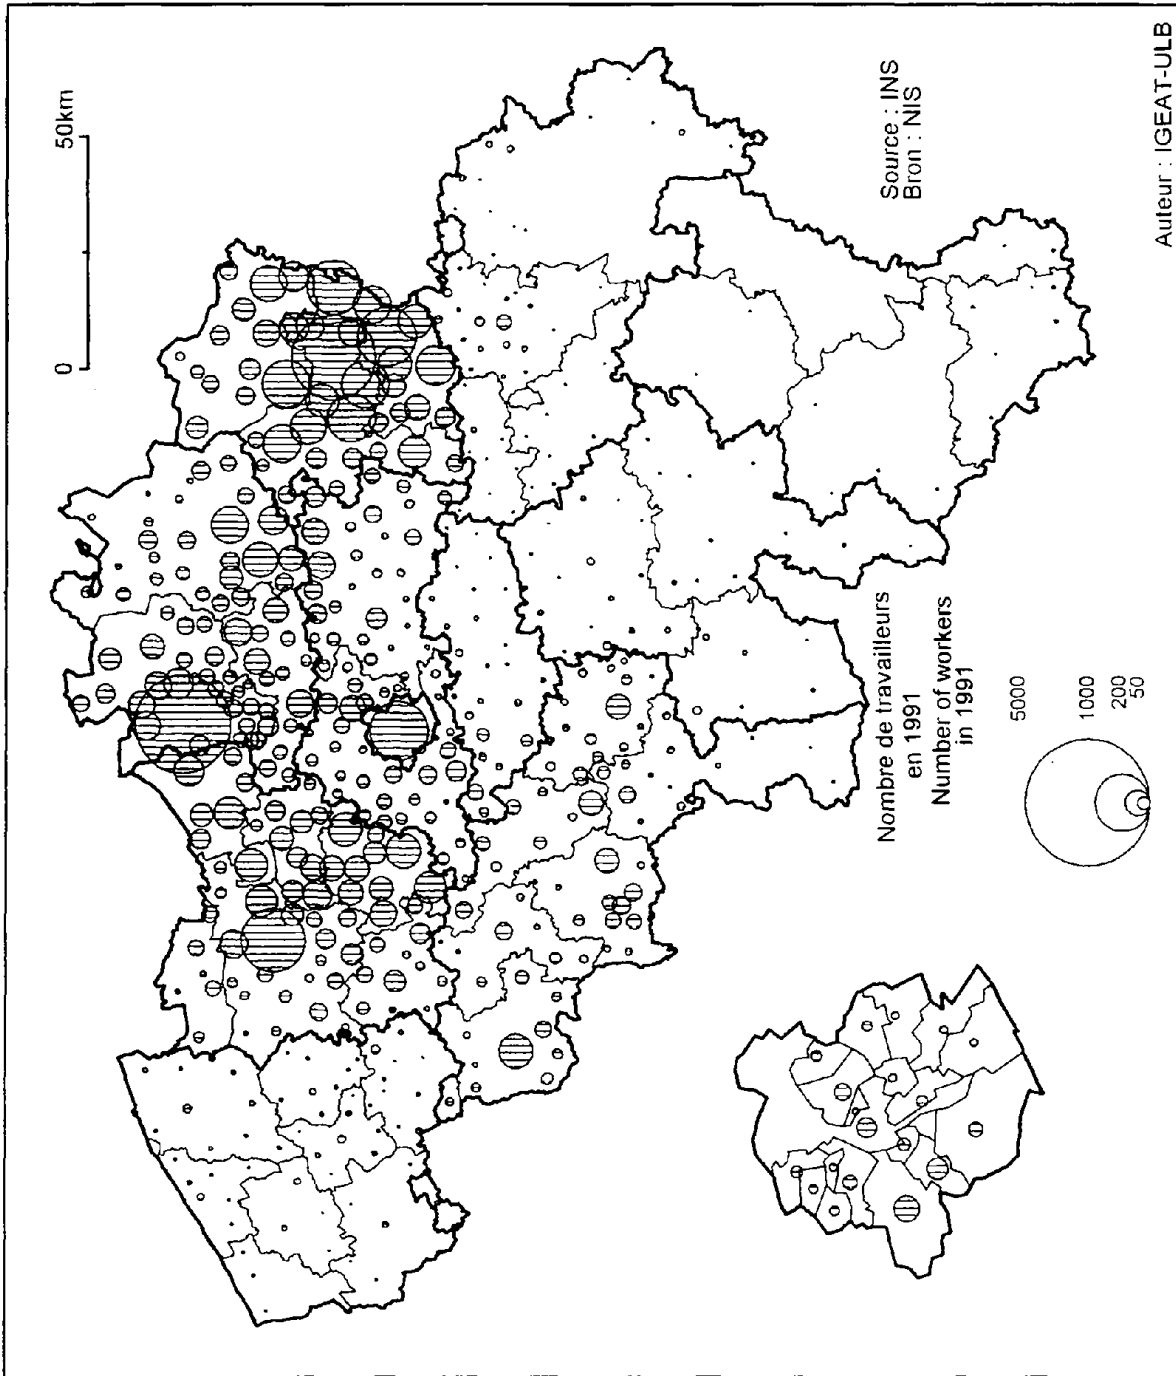 0 50km
Source : INS
Bron : NIS
Nombre de travailleurs
en 1991
Number of workers
in 1991
5000
1000
200
50
Auteur : IGEAT-ULB